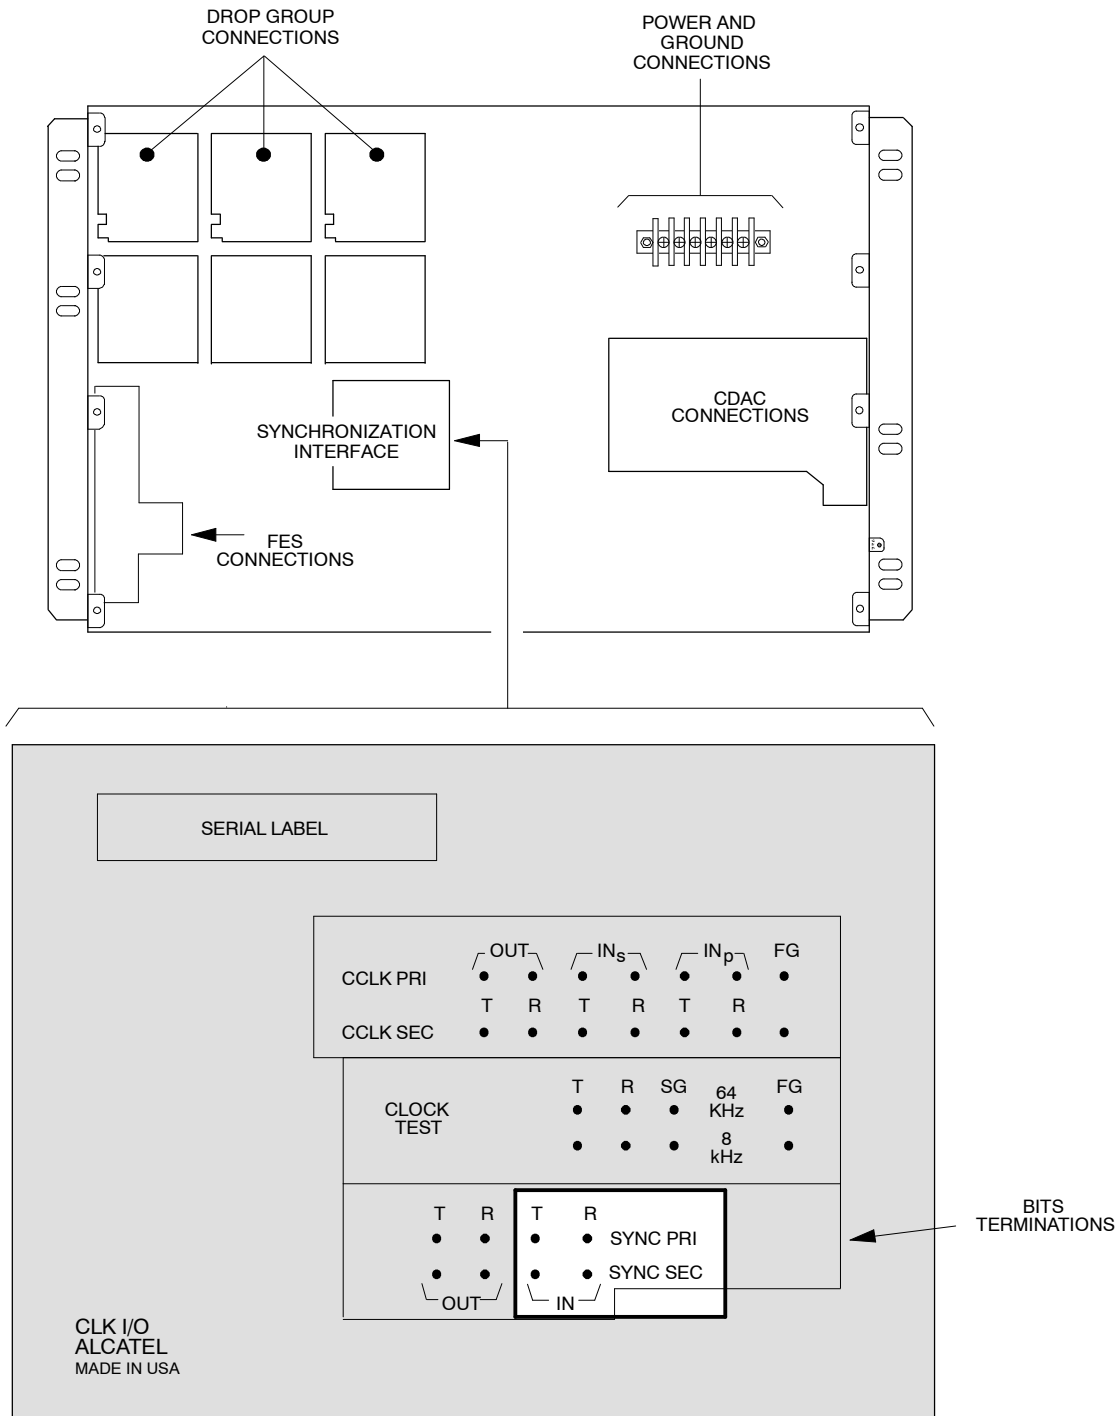 DROP GROUP
CONNECTIONS
POWER AND
GROUND
CONNECTIONS
SYNCHRONIZATION
INTERFACE
CDAC
CONNECTIONS
FES
CONNECTIONS
SERIAL LABEL
OUT INs INp FG
CCLK PRI
T R T R T R
CCLK SEC
T R SG 64 KHz FG
CLOCK
TEST
8
kHz
T R T R
SYNC PRI
SYNC SEC
OUT IN
BITS
TERMINATIONS
CLK I/O
ALCATEL
MADE IN USA